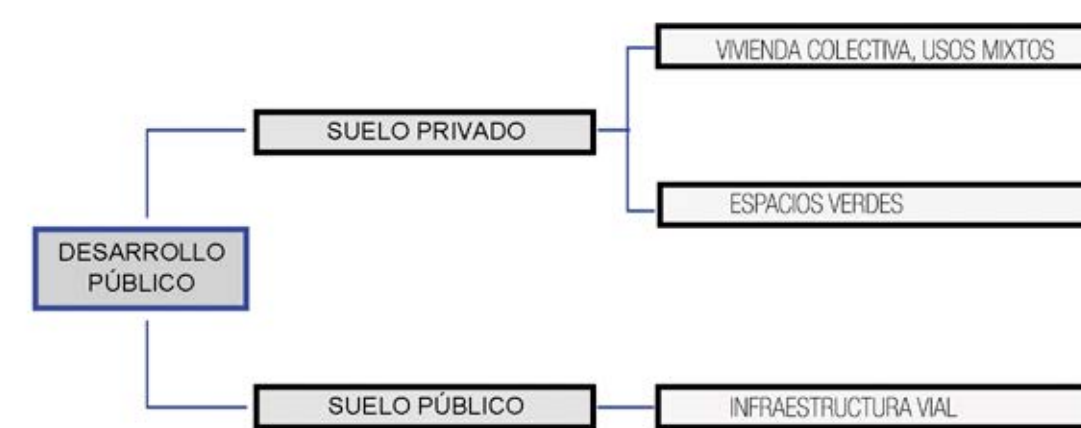 VIVIENDA COLECTIVA, USOS MIXTOS
SUELO PRIVADO
ESPACIOS VERDES
DESARROLLO
PÚBLICO
SUELO PÚBLICO
INFRAESTRUCTURA VIAL